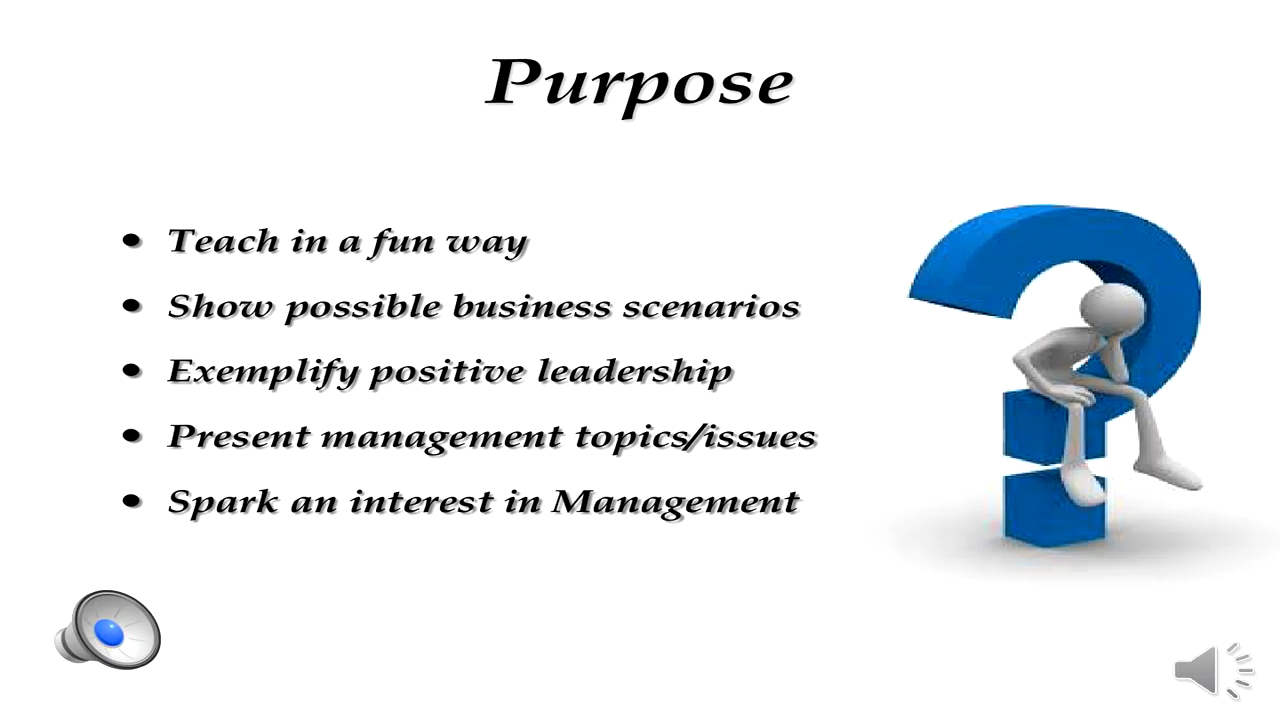 Purpose
• Teach in a fun way
• Show possible business scenarios
• Exemplify positive leadership
• Present management topics/issues
• Spark an interest in Management